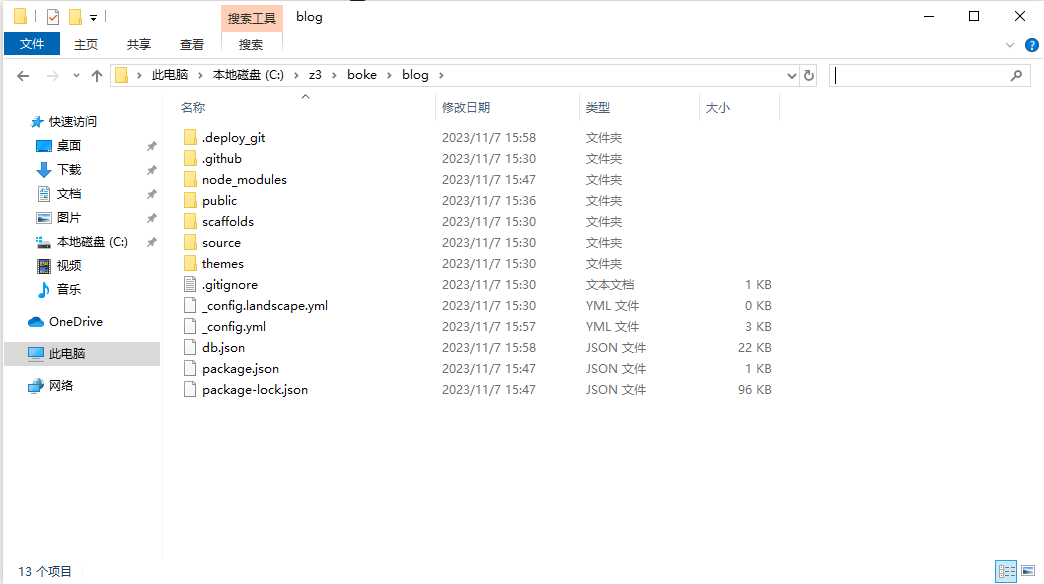 搜索工具 blog
文件 主页 共享 查看 搜索
此电脑 本地磁盘 (C:) z3 boke blog
名称 修改日期 类型 大小
快速访问
桌面
下载
文档
图片
本地磁盘 (C:)
视频
音乐
OneDrive
此电脑
网络
.deploy_git 2023/11/7 15:58 文件夹
.github 2023/11/7 15:30 文件夹
node_modules 2023/11/7 15:47 文件夹
public 2023/11/7 15:36 文件夹
scaffolds 2023/11/7 15:30 文件夹
source 2023/11/7 15:30 文件夹
themes 2023/11/7 15:30 文件夹
.gitignore 2023/11/7 15:30 文本文档 1 KB
_config.landscape.yml 2023/11/7 15:30 YML 文件 0 KB
_config.yml 2023/11/7 15:57 YML 文件 3 KB
db.json 2023/11/7 15:58 JSON 文件 22 KB
package.json 2023/11/7 15:47 JSON 文件 1 KB
package-lock.json 2023/11/7 15:47 JSON 文件 96 KB
13 个项目